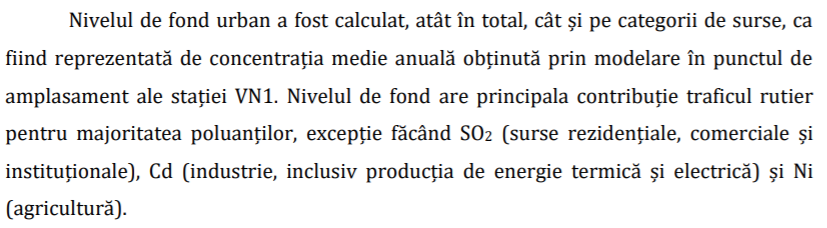 Nivelul de fond urban a fost calculat, atât în total, cât și pe categorii de surse, ca
fiind reprezentată de concentrația medie anuală obținută prin modelare în punctul de
amplasament ale stației VN1. Nivelul de fond are principala contribuție traficul rutier
pentru majoritatea poluanților, excepție făcând SO2 (surse rezidențiale, comerciale și
instituționale), Cd (industrie, inclusiv producția de energie termică și electrică) și Ni
(agricultură).